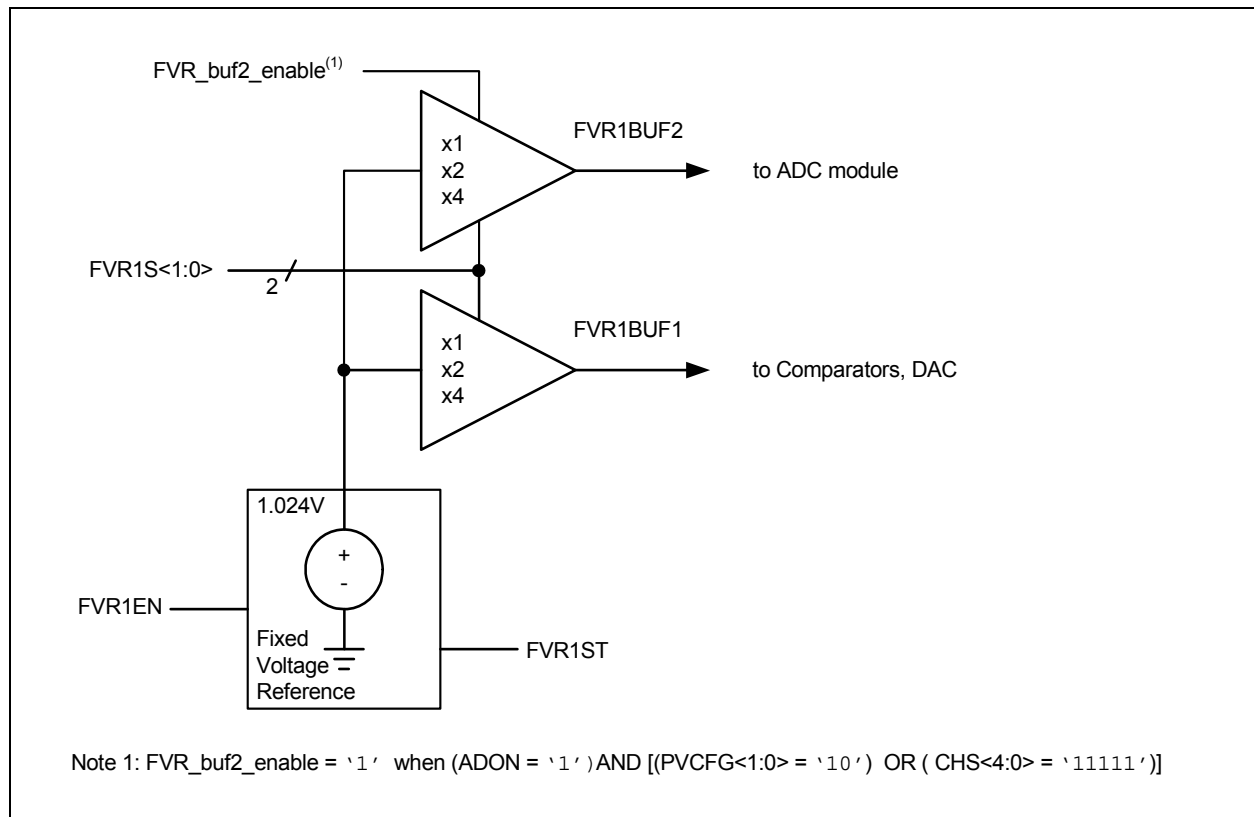 FVR_buf2_enable(1)
x1
x2
x4
FVR1BUF2
to ADC module
FVR1S<1:0>
2
x1
x2
x4
FVR1BUF1
to Comparators, DAC
1.024V
+
-
FVR1EN
Fixed
Voltage
Reference
FVR1ST
Note 1: FVR_buf2_enable = ‘1’ when (ADON = ‘1’)AND [(PVCFG<1:0> = ‘10’) OR ( CHS<4:0> = ‘11111’)]